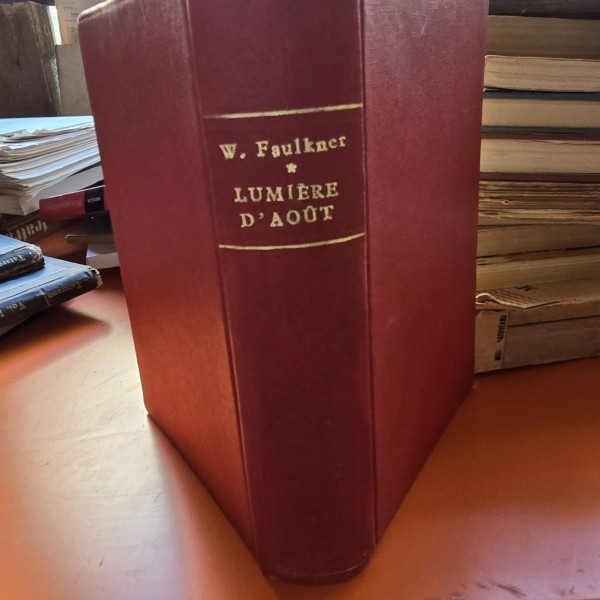 W. Faulkner
*
LUMIÈRE
D'AOÛT